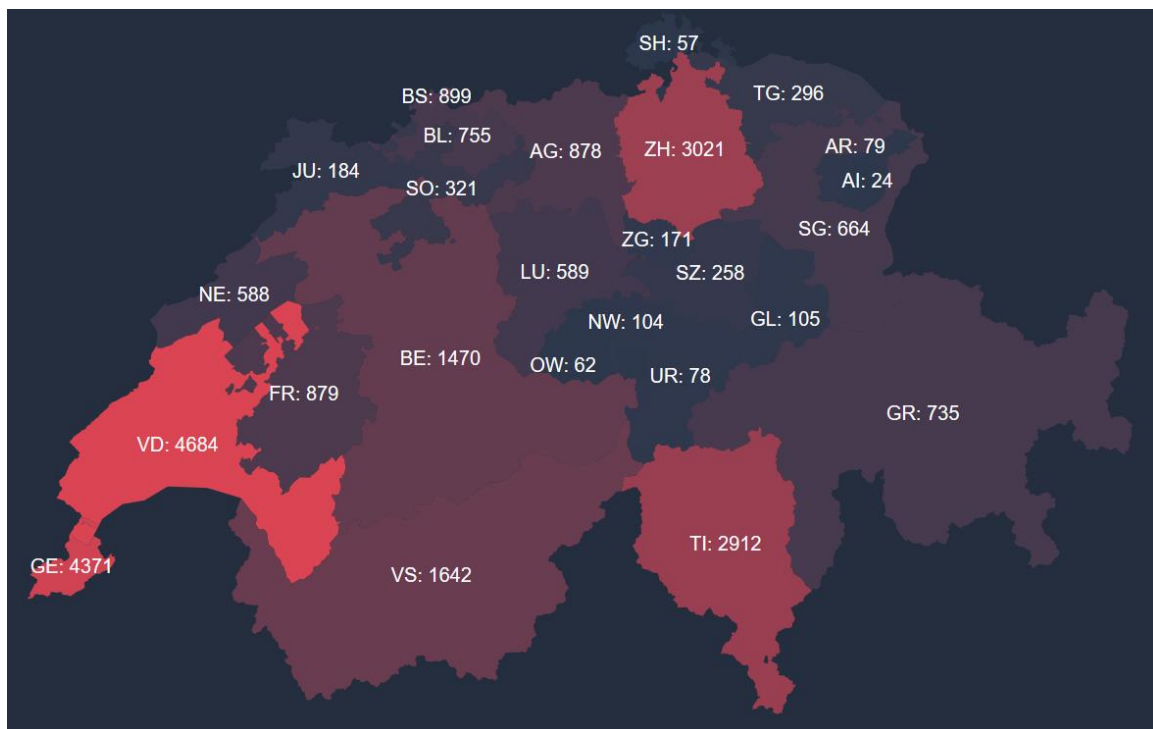 SH: 57
TG: 296
BS: 899
BL: 755
AG: 878
ZH: 3021
AR: 79
JU: 184
SO: 321
AI: 24
SG: 664
ZG: 171
LU: 589
SZ: 258
NE: 588
NW: 104
GL: 105
BE: 1470
OW: 62
UR: 78
FR: 879
GR: 735
VD: 4684
TI: 2912
GE: 4371
VS: 1642